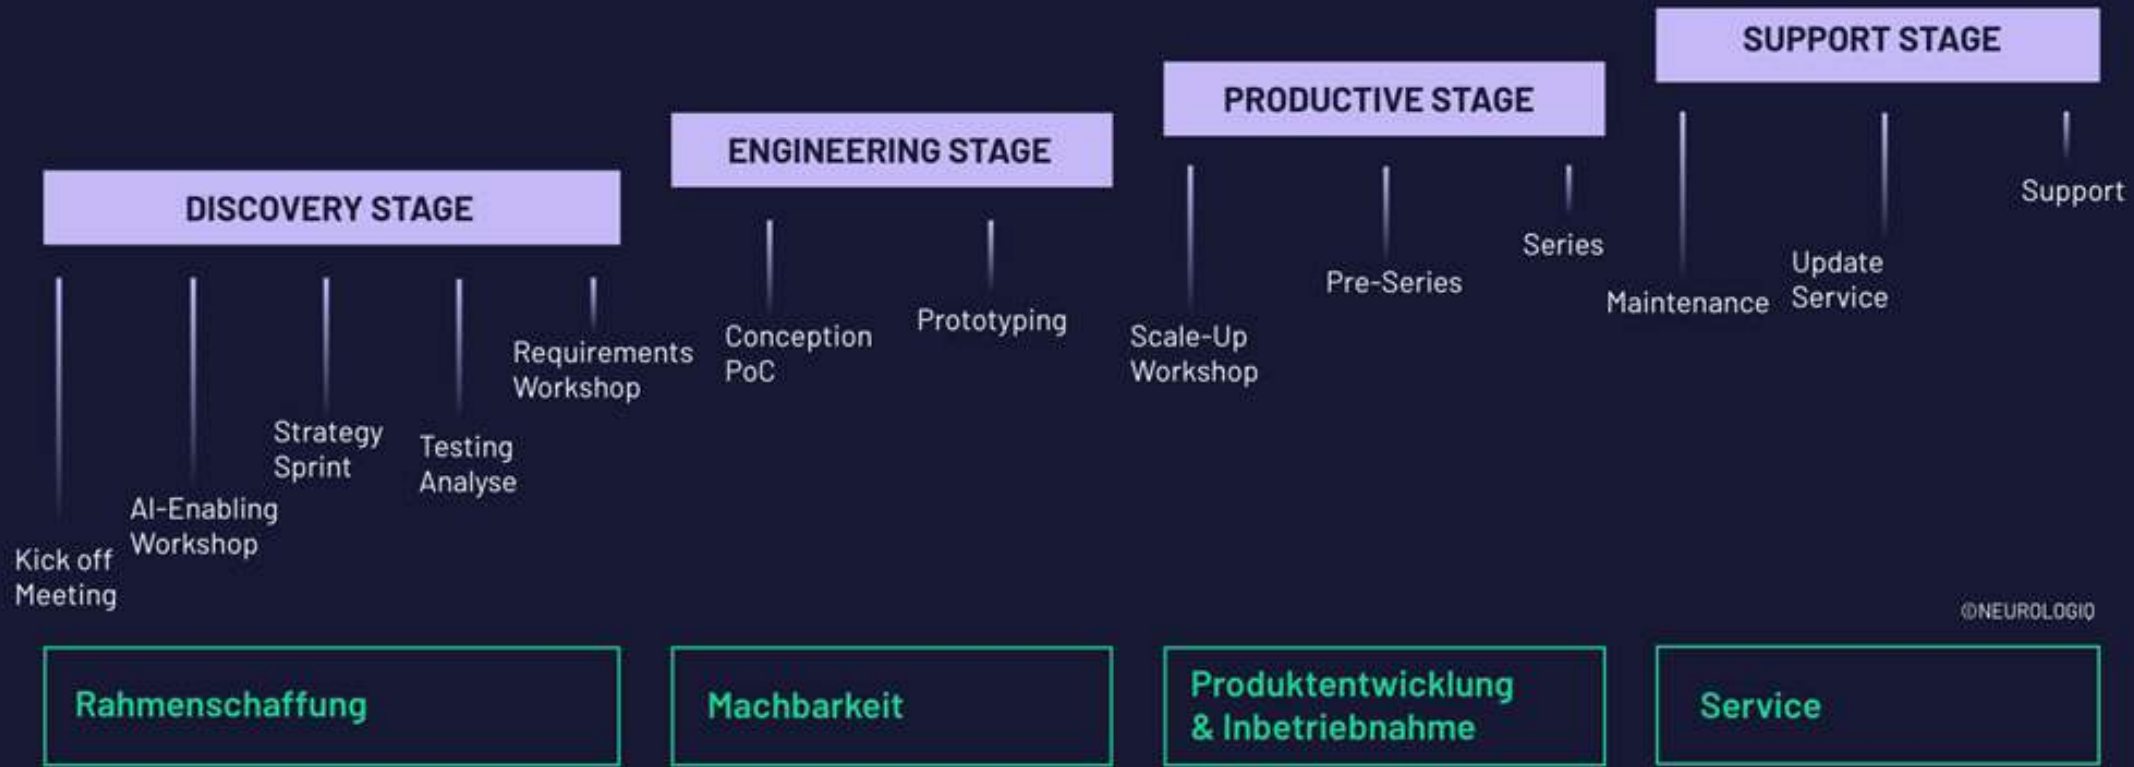 DISCOVERY STAGE
Kick off
Meeting
AI-Enabling
Workshop
Strategy
Sprint
Testing
Analyse
Requirements
Workshop
ENGINEERING STAGE
Conception
PoC
Prototyping
PRODUCTIVE STAGE
Scale-Up
Workshop
Pre-Series
Series
SUPPORT STAGE
Maintenance
Update
Service
Support
©NEUROLOGIQ
Rahmenschaffung
Machbarkeit
Produktentwicklung
& Inbetriebnahme
Service